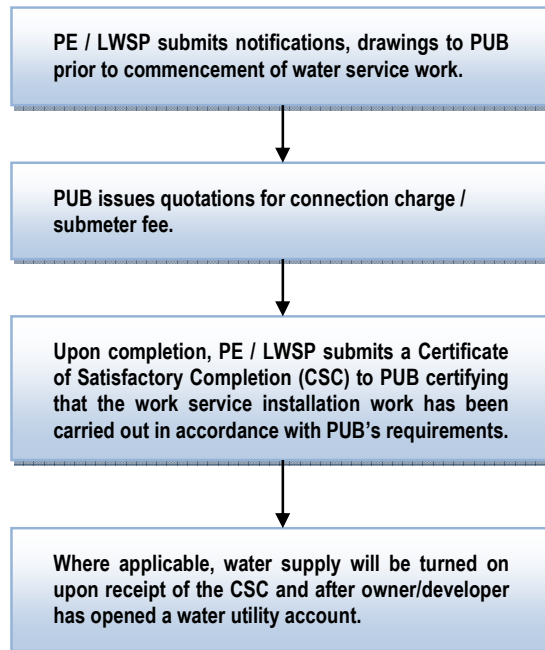 PE / LWSP submits notifications, drawings to PUB
prior to commencement of water service work.
PUB issues quotations for connection charge /
submeter fee.
Upon completion, PE / LWSP submits a Certificate
of Satisfactory Completion (CSC) to PUB certifying
that the work service installation work has been
carried out in accordance with PUB's requirements.
Where applicable, water supply will be turned on
upon receipt of the CSC and after owner/developer
has opened a water utility account.